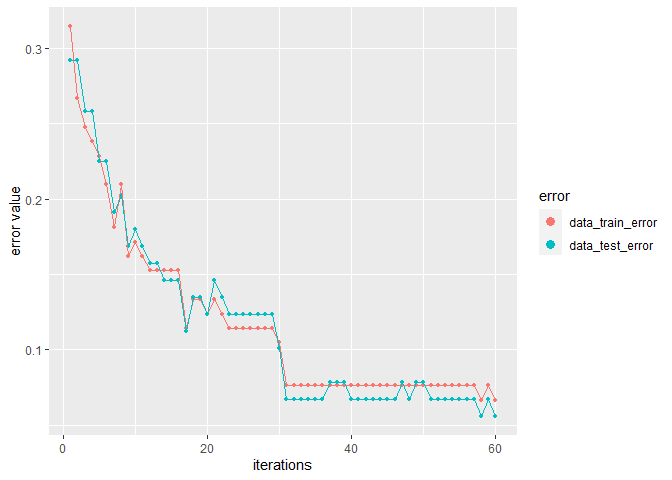 0.3
0.2
0.1
error value
0
20
40
60
iterations
error
data_train_error
data_test_error